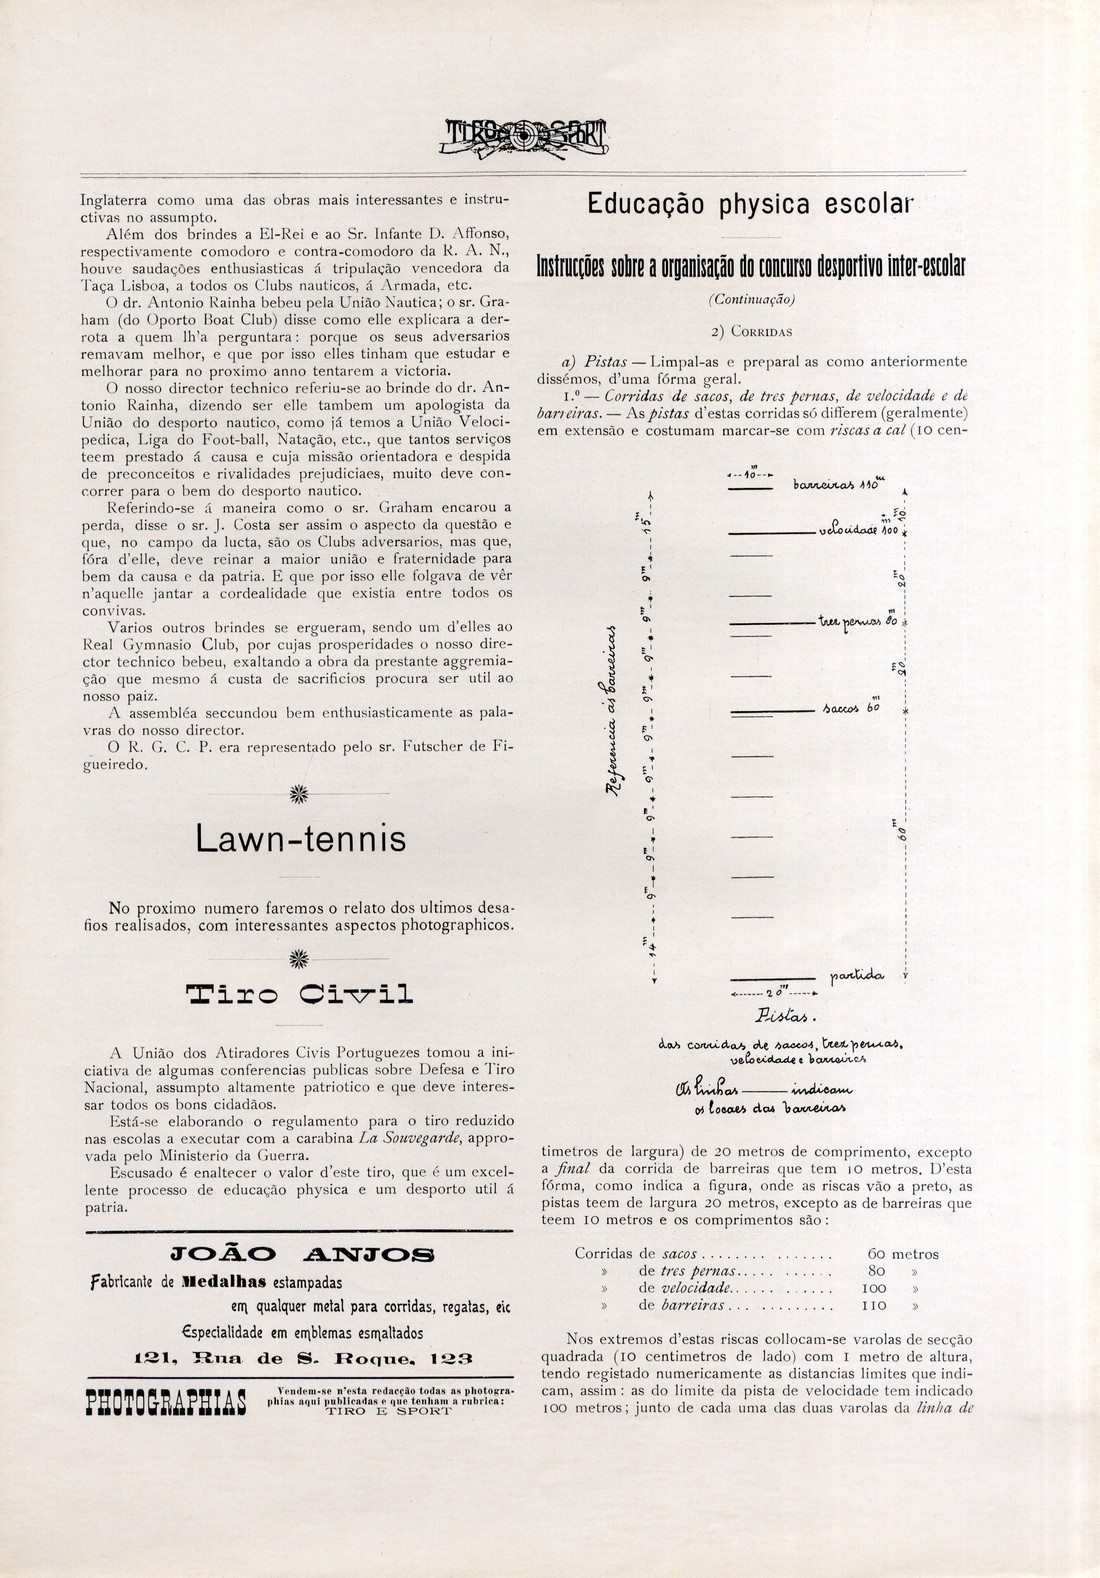 TIRO E SPORT
Inglaterra como uma das obras mais interessantes e instru-
ctivas no assumpto.
Além dos brindes a El-Rei e ao Sr. Infante D. Affonso,
respectivamente comodoro e contra-comodoro da R. A. N.,
houve saudações enthusiasticas á tripulação vencedora da
Taça Lisboa, a todos os Clubs nauticos, á Armada, etc.
O dr. Antonio Rainha bebeu pela União Nautica; o sr. Gra-
ham (do Oporto Boat Club) disse como elle explicara a der-
rota a quem lh'a perguntara: porque os seus adversarios
remavam melhor, e que por isso elles tinham que estudar e
melhorar para no proximo anno tentarem a victoria.
O nosso director technico referiu-se ao brinde do dr. An-
tonio Rainha, dizendo ser elle tambem um apologista da
União do desporto nautico, como já temos a União Veloci-
pedica, Liga do Foot-ball, Natação, etc., que tantos serviços
teem prestado á causa e cuja missão orientadora e despida
de preconceitos e rivalidades prejudiciaes, muito deve con-
correr para o bem do desporto nautico.
Referindo-se á maneira como o sr. Graham encarou a
perda, disse o sr. J. Costa ser assim o aspecto da questão e
que, no campo da lucta, são os Clubs adversarios, mas que,
fóra d'elle, deve reinar a maior união e fraternidade para
bem da causa e da patria. E que por isso elle folgava de vêr
n'aquelle jantar a cordealidade que existia entre todos os
convivas.
Varios outros brindes se ergueram, sendo um d'elles ao
Real Gymnasio Club, por cujas prosperidades o nosso dire-
ctor technico bebeu, exaltando a obra da prestante aggremia-
ção que mesmo á custa de sacrificios procura ser util ao
nosso paiz.
A assembléa seccundou bem enthusiasticamente as pala-
vras do nosso director.
O R. G. C. P. era representado pelo sr. Futscher de Fi-
gueiredo.
Lawn-tennis
No proximo numero faremos o relato dos ultimos desa-
fios realisados, com interessantes aspectos photographicos.
Tiro Civil
A União dos Atiradores Civis Portuguezes tomou a ini-
ciativa de algumas conferencias publicas sobre Defesa e Tiro
Nacional, assumpto altamente patriotico e que deve interes-
sar todos os bons cidadãos.
Está-se elaborando o regulamento para o tiro reduzido
nas escolas a executar com a carabina La Souvegarde, appro-
vada pelo Ministerio da Guerra.
Escusado é enaltecer o valor d'este tiro, que é um excel-
lente processo de educação physica e um desporto util á
patria.
JOÃO ANJOS
Fabricante de Medalhas estampadas
em qualquer metal para corridas, regatas, etc
Especialidade em emblemas esmaltados
121, Rua de S. Roque, 123
PHOTOGRAPHIAS
Vendem-se n'esta redacção todas as photogra-
phias aqui publicadas e que tenham a rubrica:
TIRO E SPORT
Educação physica escolar
Instrucções sobre a organisação do concurso desportivo inter-escolar
(Continuação)
2) CORRIDAS
a) Pistas — Limpal-as e preparal as como anteriormente
dissémos, d'uma fórma geral.
1.º — Corridas de sacos, de tres pernas, de velocidade e de
barreiras. — As pistas d'estas corridas só differem (geralmente)
em extensão e costumam marcar-se com riscas a cal (10 cen-
10m
barreiras 110m
15m
10m
velocidade 100m
9m
20m
9m
tres pernas 80m
9m
Referencia ás barreiras
9m
20m
9m
saccos 60m
9m
9m
60m
9m
9m
14m
partida
20m
Pistas.
das corridas de saccos, tres pernas,
velocidade e barreiras
As linhas —— indicam
os locaes das barreiras
timetros de largura) de 20 metros de comprimento, excepto
a final da corrida de barreiras que tem 10 metros. D'esta
fórma, como indica a figura, onde as riscas vão a preto, as
pistas teem de largura 20 metros, excepto as de barreiras que
teem 10 metros e os comprimentos são:
Corridas de sacos . . . . . . . . . . . . . . . 60 metros
» de tres pernas. . . . . . . . . . . 80 »
» de velocidade. . . . . . . . . . . 100 »
» de barreiras . . . . . . . . . . . . 110 »
Nos extremos d'estas riscas collocam-se varolas de secção
quadrada (10 centimetros de lado) com 1 metro de altura,
tendo registado numericamente as distancias limites que indi-
cam, assim: as do limite da pista de velocidade tem indicado
100 metros; junto de cada uma das duas varolas da linha de